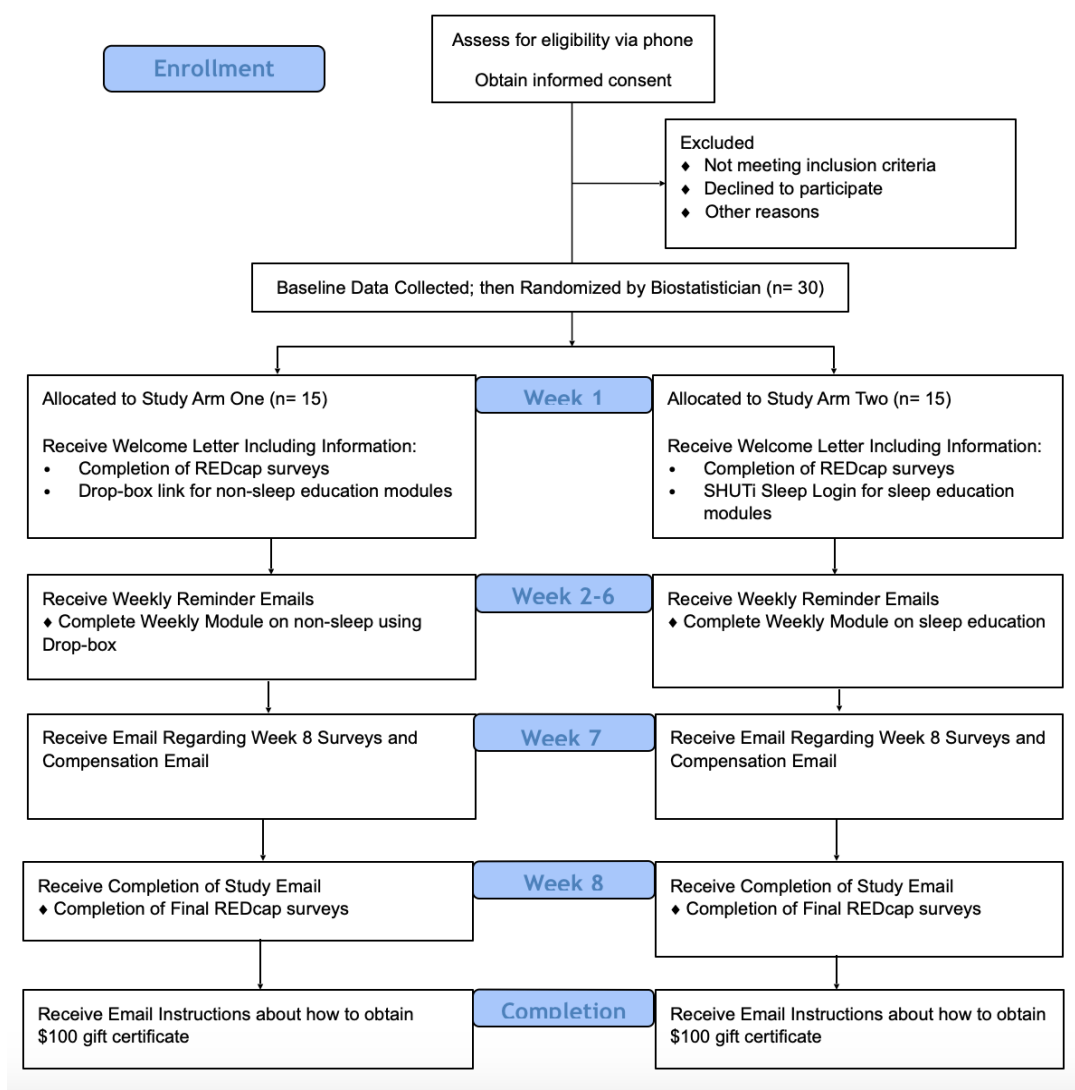 Assess for eligibility via phone
Obtain informed consent
Enrollment
Excluded
♦ Not meeting inclusion criteria
♦ Declined to participate
♦ Other reasons
Baseline Data Collected; then Randomized by Biostatistician (n= 30)
Week 1
Allocated to Study Arm One (n= 15)
Receive Welcome Letter Including Information:
• Completion of REDcap surveys
• Drop-box link for non-sleep education modules
Allocated to Study Arm Two (n= 15)
Receive Welcome Letter Including Information:
• Completion of REDcap surveys
• SHUTi Sleep Login for sleep education
modules
Week 2-6
Receive Weekly Reminder Emails
♦ Complete Weekly Module on non-sleep using
Drop-box
Receive Weekly Reminder Emails
♦ Complete Weekly Module on sleep education
Week 7
Receive Email Regarding Week 8 Surveys and
Compensation Email
Receive Email Regarding Week 8 Surveys and
Compensation Email
Week 8
Receive Completion of Study Email
♦ Completion of Final REDcap surveys
Receive Completion of Study Email
♦ Completion of Final REDcap surveys
Completion
Receive Email Instructions about how to obtain
$100 gift certificate
Receive Email Instructions about how to obtain
$100 gift certificate